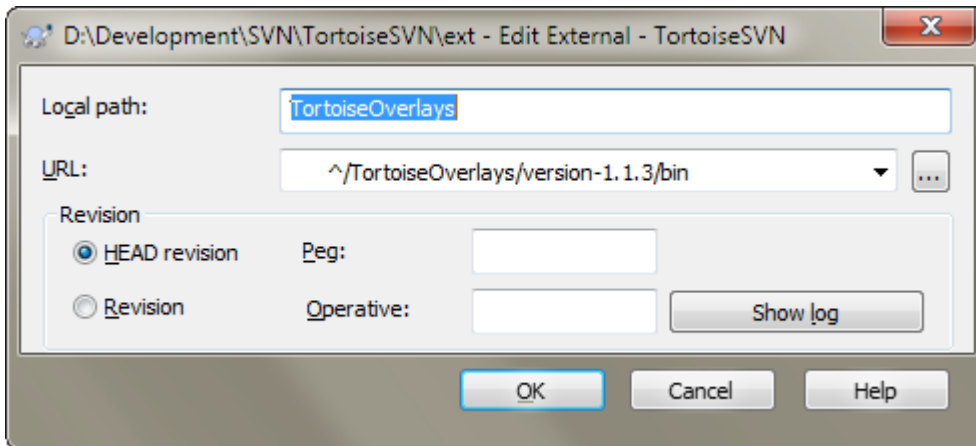 D:\Development\SVN\TortoiseSVN\ext - Edit External - TortoiseSVN
Local path: TortoiseOverlays
URL: ^/TortoiseOverlays/version-1.1.3/bin ...
Revision
HEAD revision Peg:
Revision Operative: Show log
OK Cancel Help